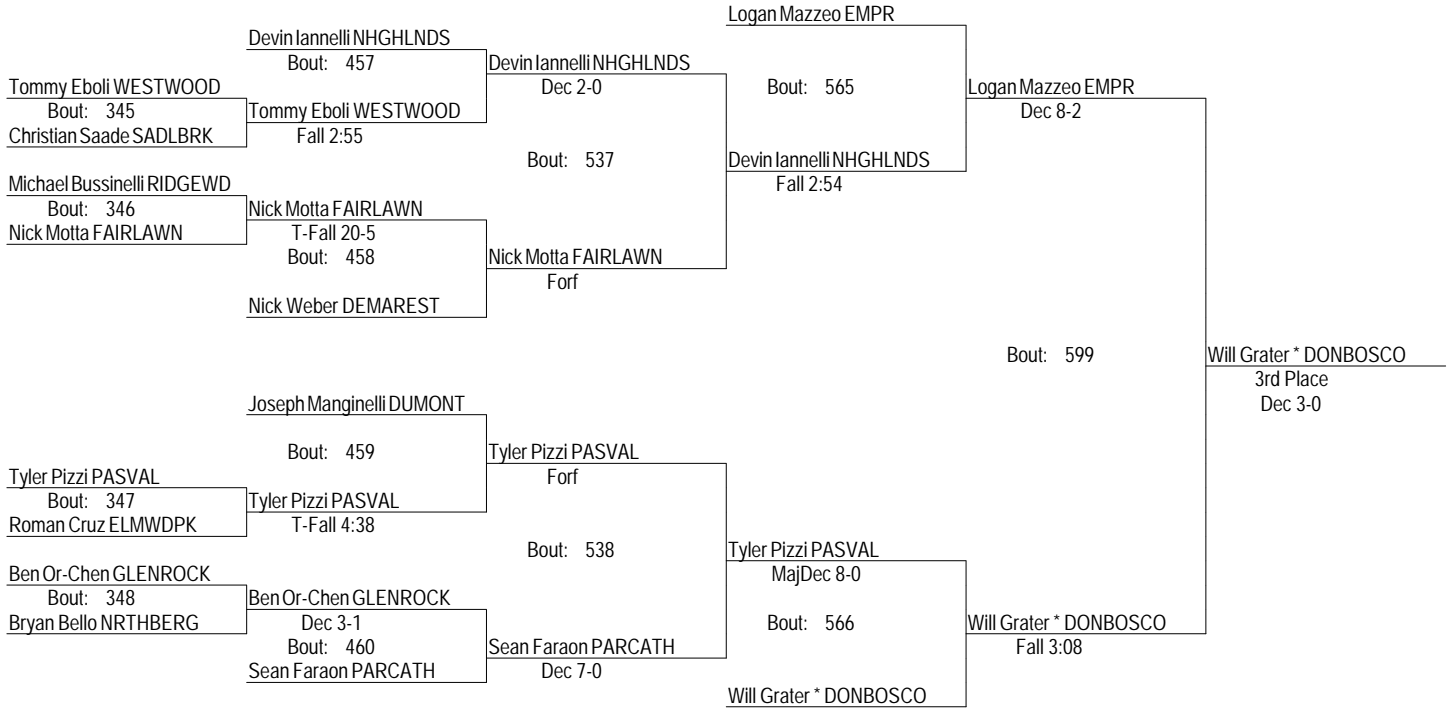 Logan Mazzeo EMPR
Devin Iannelli NHGHLNDS
Bout: 457
Devin Iannelli NHGHLNDS
Dec 2-0
Tommy Eboli WESTWOOD
Bout: 345
Christian Saade SADLBRK
Tommy Eboli WESTWOOD
Fall 2:55
Bout: 565
Logan Mazzeo EMPR
Dec 8-2
Bout: 537
Devin Iannelli NHGHLNDS
Fall 2:54
Michael Bussinelli RIDGEWD
Bout: 346
Nick Motta FAIRLAWN
Nick Motta FAIRLAWN
T-Fall 20-5
Bout: 458
Nick Motta FAIRLAWN
Forf
Nick Weber DEMAREST
Bout: 599
Will Grater * DONBOSCO
3rd Place
Dec 3-0
Joseph Manginelli DUMONT
Bout: 459
Tyler Pizzi PASVAL
Forf
Tyler Pizzi PASVAL
Bout: 347
Roman Cruz ELMWDPK
Tyler Pizzi PASVAL
T-Fall 4:38
Bout: 538
Tyler Pizzi PASVAL
MajDec 8-0
Ben Or-Chen GLENROCK
Bout: 348
Bryan Bello NRTHBERG
Ben Or-Chen GLENROCK
Dec 3-1
Bout: 460
Sean Faraon PARCATH
Sean Faraon PARCATH
Dec 7-0
Bout: 566
Will Grater * DONBOSCO
Fall 3:08
Will Grater * DONBOSCO